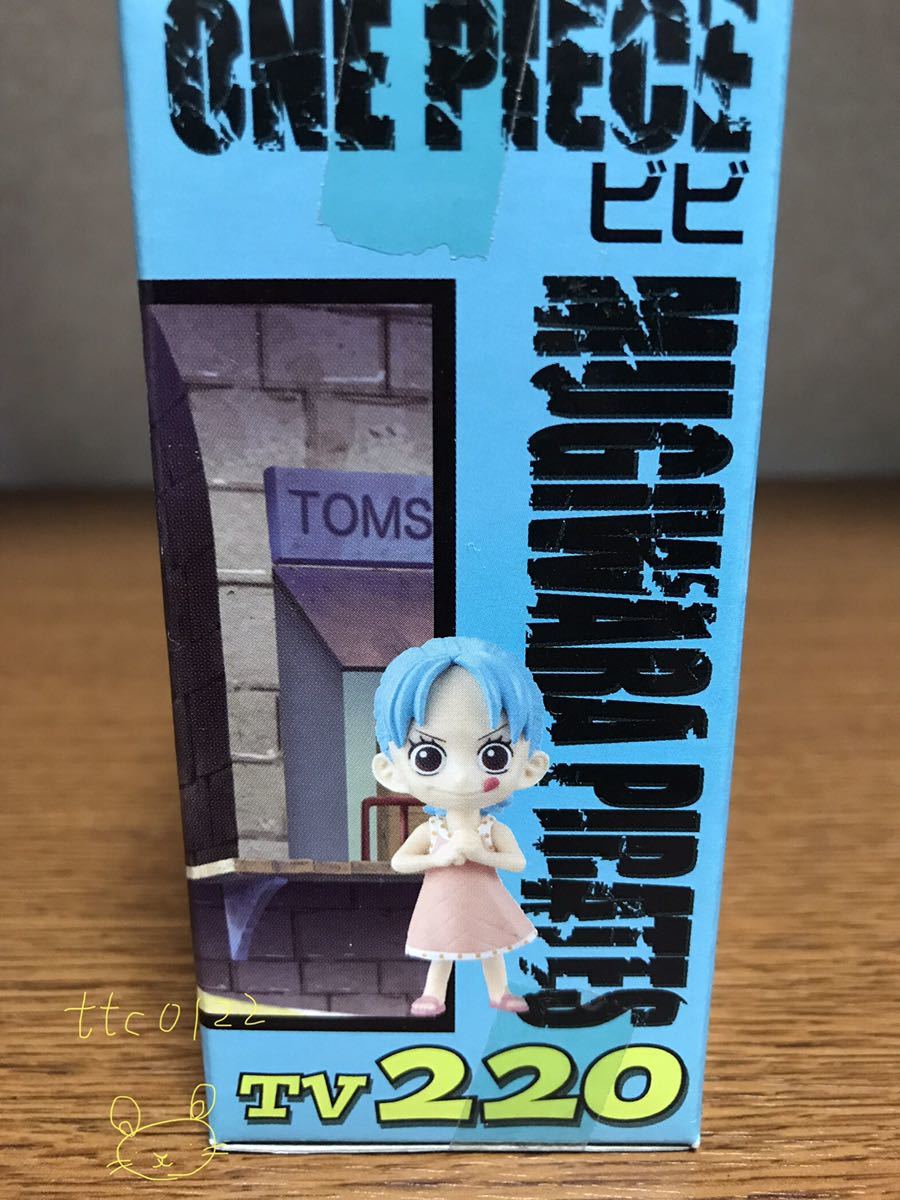 ONE PIECE
ビビ
MUGIWARA PIRATES
TOMS
TV220
ttc0122